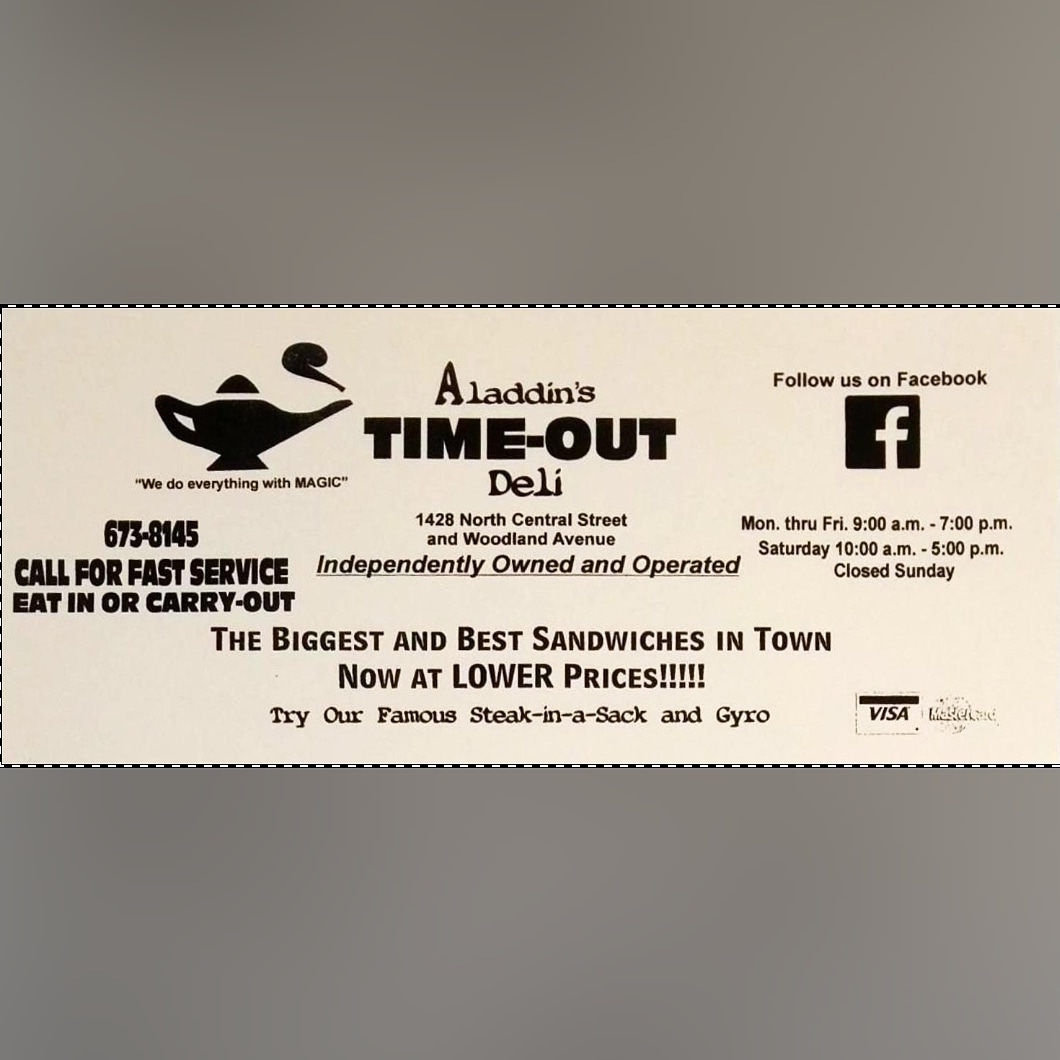 Aladdin's
TIME-OUT
Deli
"We do everything with MAGIC"
Follow us on Facebook
f
673-8145
CALL FOR FAST SERVICE
EAT IN OR CARRY-OUT
1428 North Central Street
and Woodland Avenue
Independently Owned and Operated
Mon. thru Fri. 9:00 a.m. - 7:00 p.m.
Saturday 10:00 a.m. - 5:00 p.m.
Closed Sunday
THE BIGGEST AND BEST SANDWICHES IN TOWN
NOW AT LOWER PRICES!!!!!
Try Our Famous Steak-in-a-Sack and Gyro
VISA MasterCard